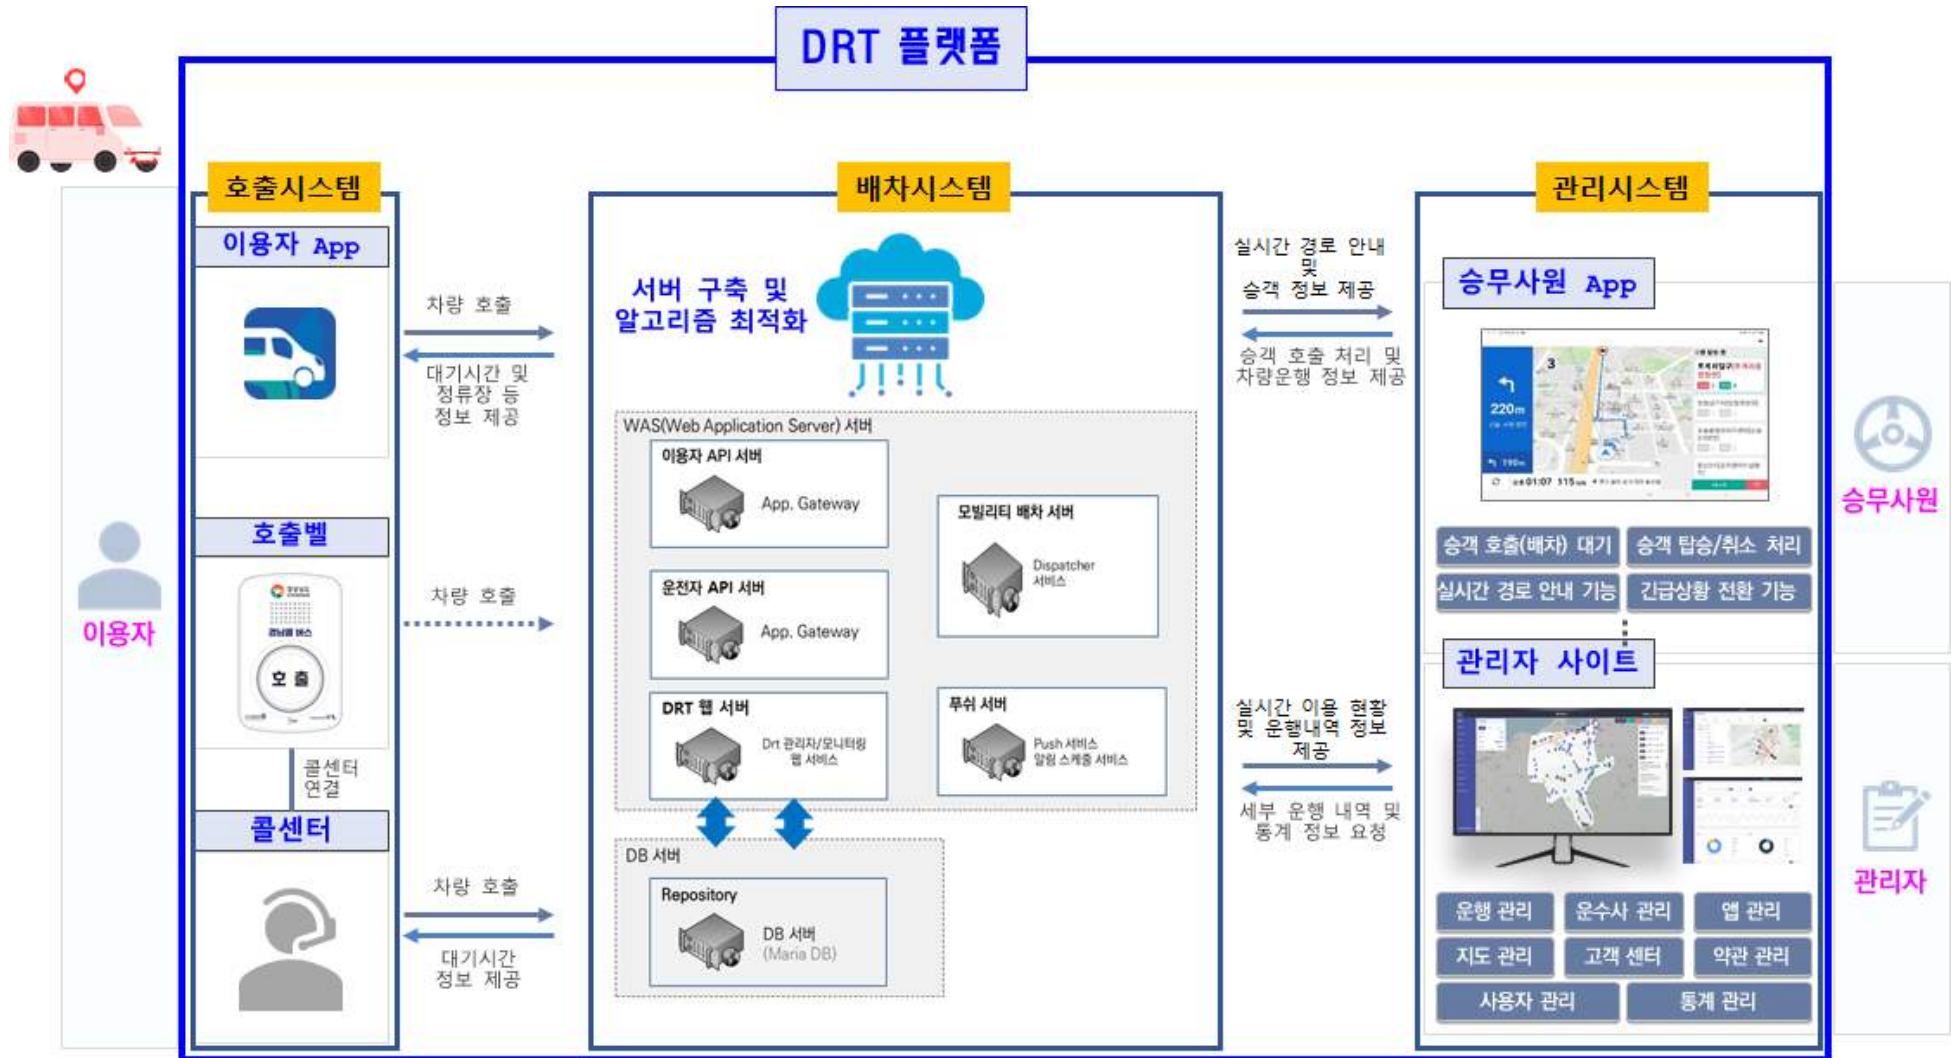 DRT 플랫폼
호출시스템
이용자 App
호출벨
호 출
콜센터
연결
콜센터
이용자
차량 호출
대기시간 및
정류장 등
정보 제공
차량 호출
차량 호출
대기시간
정보 제공
배차시스템
서버 구축 및
알고리즘 최적화
WAS(Web Application Server) 서버
이용자 API 서버
App. Gateway
운전자 API 서버
App. Gateway
DRT 웹 서버
Drt 관리자/모니터링
웹 서비스
모빌리티 배차 서버
Dispatcher
서비스
푸쉬 서버
Push 서비스
알림 스케줄 서비스
DB 서버
Repository
DB 서버
(Maria DB)
실시간 경로 안내
및
승객 정보 제공
승객 호출 처리 및
차량운행 정보 제공
실시간 이용 현황
및 운행내역 정보
제공
세부 운행 내역 및
통계 정보 요청
관리시스템
승무사원 App
3
220m
190m
01:07 115
승객 호출(배차) 대기
승객 탑승/취소 처리
실시간 경로 안내 기능
긴급상황 전환 기능
관리자 사이트
운행 관리
운수사 관리
앱 관리
지도 관리
고객 센터
약관 관리
사용자 관리
통계 관리
승무사원
관리자